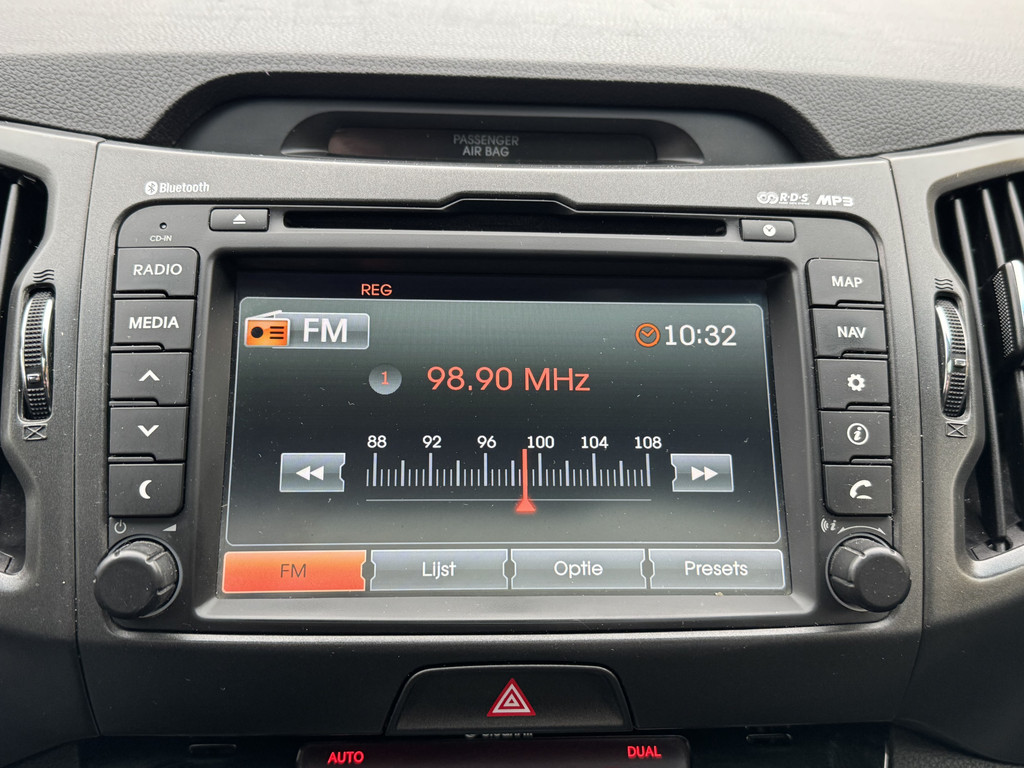 PASSENGER
AIR BAG
Bluetooth
R·D·S MP3
CD-IN
RADIO
MEDIA
MAP
NAV
REG
FM
10:32
1 98.90 MHz
88 92 96 100 104 108
FM Lijst Optie Presets
AUTO
DUAL